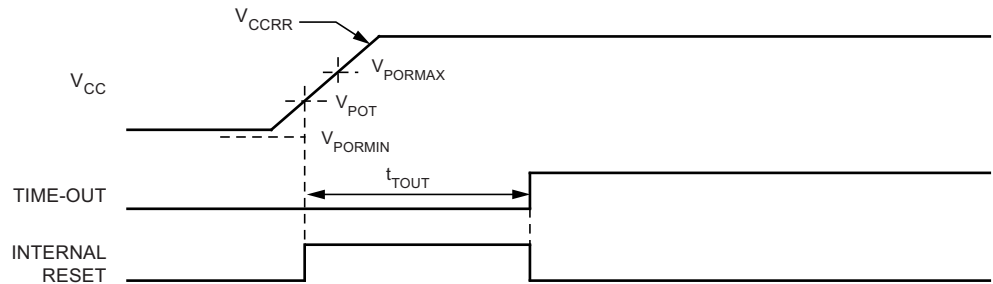 VCCRR
VCC
VPORMAX
VPOT
VPORMIN
tTOUT
TIME-OUT
INTERNAL
RESET